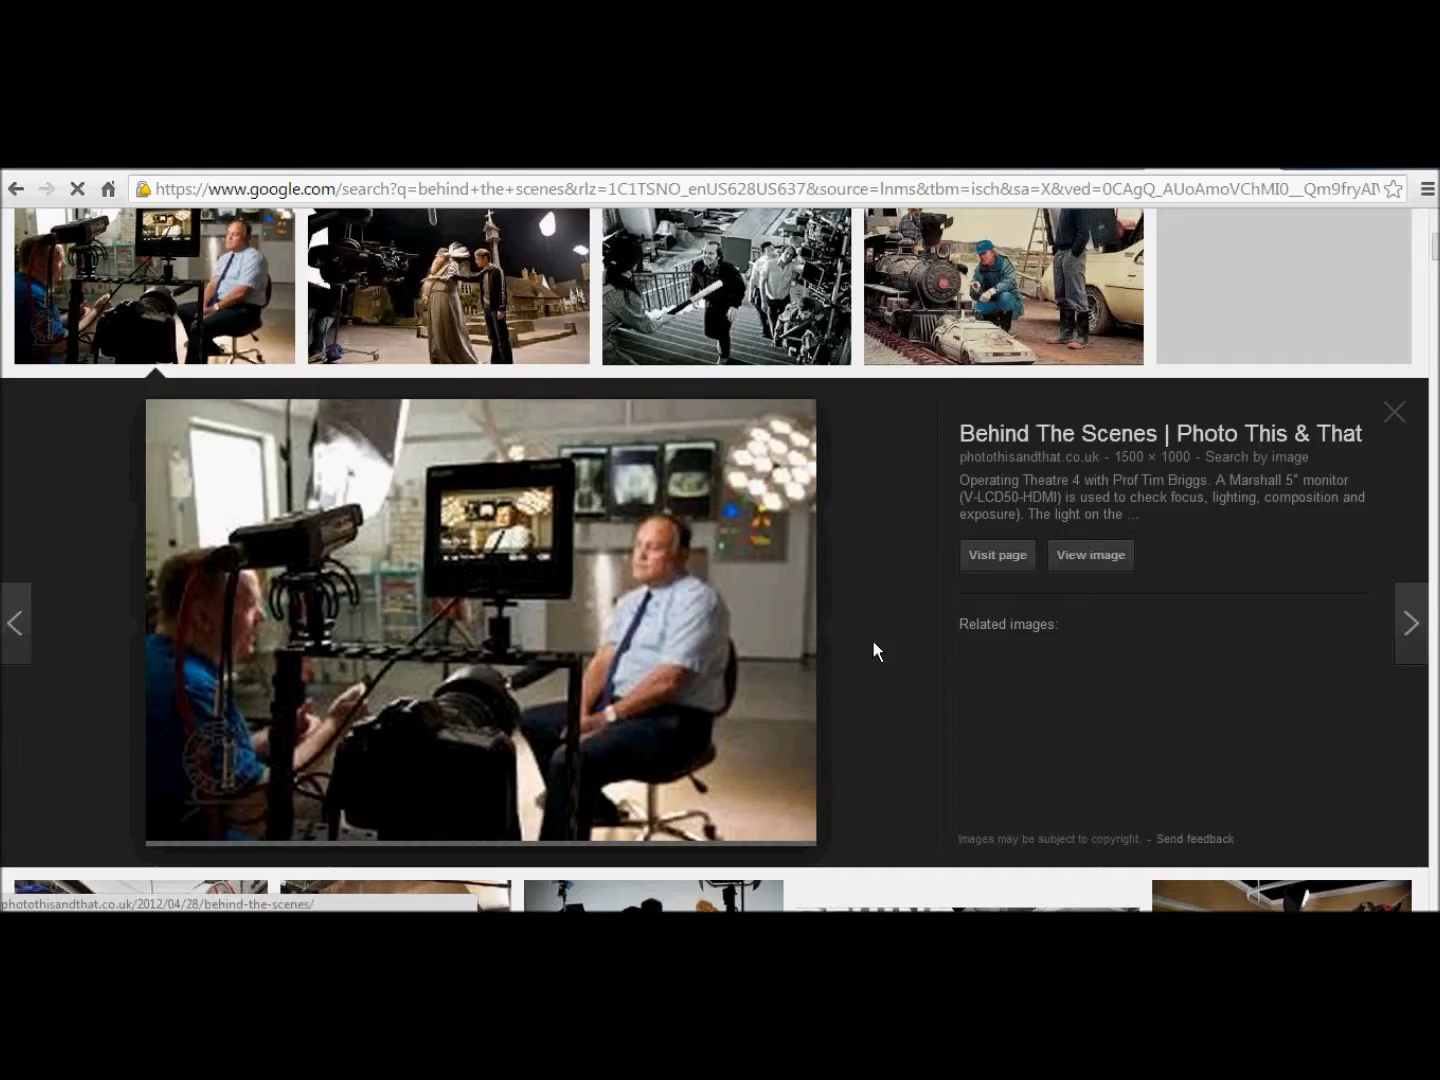 https://www.google.com/search?q=behind+the+scenes&rlz=1C1TSNO_enUS628US637&source=lnms&tbm=isch&sa=X&ved=0CAgQ_AUoAmoVChMI0__Qm9fryAI
Behind The Scenes | Photo This & That
photothisandthat.co.uk - 1500 × 1000 - Search by image
Operating Theatre 4 with Prof Tim Briggs. A Marshall 5" monitor
(V-LCD50-HDMI) is used to check focus, lighting, composition and
exposure). The light on the ...
Visit page View image
Related images:
Images may be subject to copyright. - Send feedback
photothisandthat.co.uk/2012/04/28/behind-the-scenes/